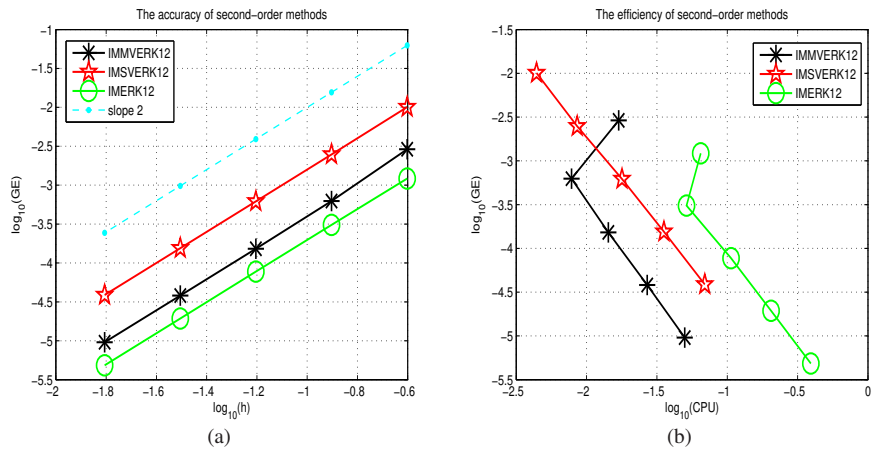 The accuracy of second−order methods
−1
−1.5
−2
−2.5
−3
−3.5
−4
−4.5
−5
−5.5
log10(GE)
IMMVERK12
IMSVERK12
IMERK12
slope 2
−2
−1.8
−1.6
−1.4
−1.2
−1
−0.8
−0.6
log10(h)
(a)
The efficiency of second−order methods
−1.5
−2
−2.5
−3
−3.5
−4
−4.5
−5
−5.5
log10(GE)
IMMVERK12
IMSVERK12
IMERK12
−2.5
−2
−1.5
−1
−0.5
0
log10(CPU)
(b)